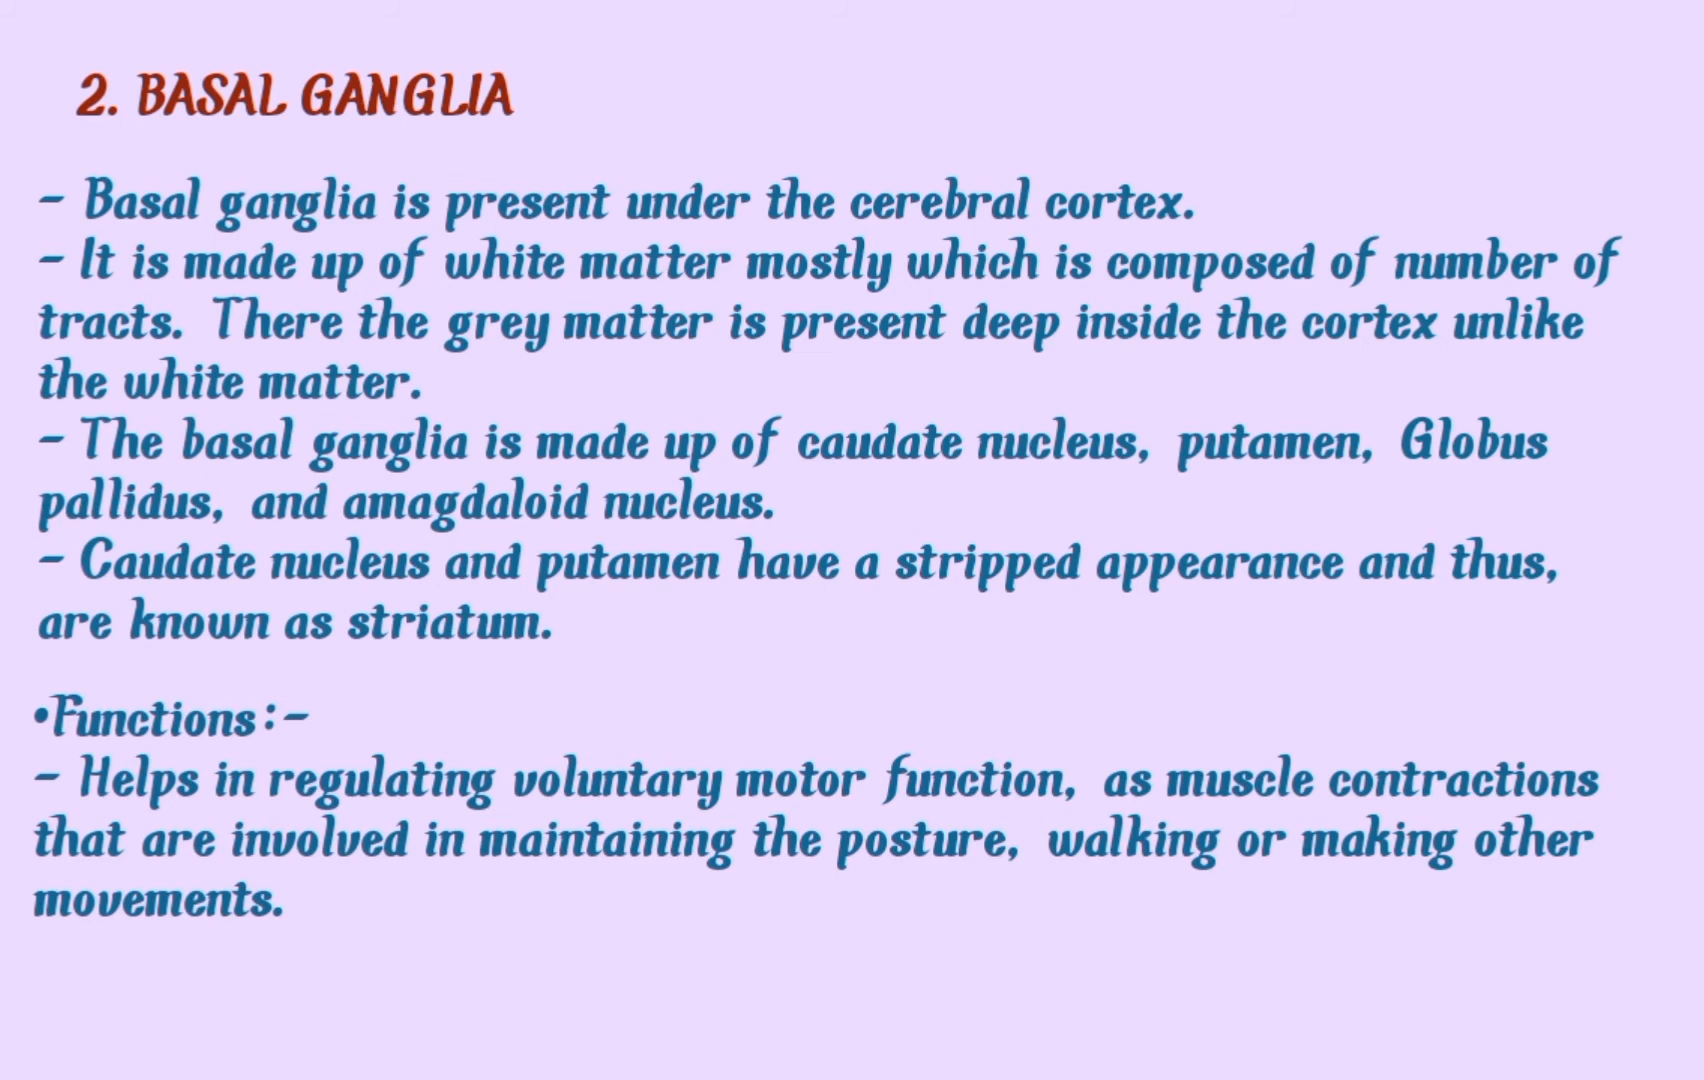 2. BASAL GANGLIA
- Basal ganglia is present under the cerebral cortex.
- It is made up of white matter mostly which is composed of number of
tracts. There the grey matter is present deep inside the cortex unlike
the white matter.
- The basal ganglia is made up of caudate nucleus, putamen, Globus
pallidus, and amagdaloid nucleus.
- Caudate nucleus and putamen have a stripped appearance and thus,
are known as striatum.
•Functions:-
- Helps in regulating voluntary motor function, as muscle contractions
that are involved in maintaining the posture, walking or making other
movements.